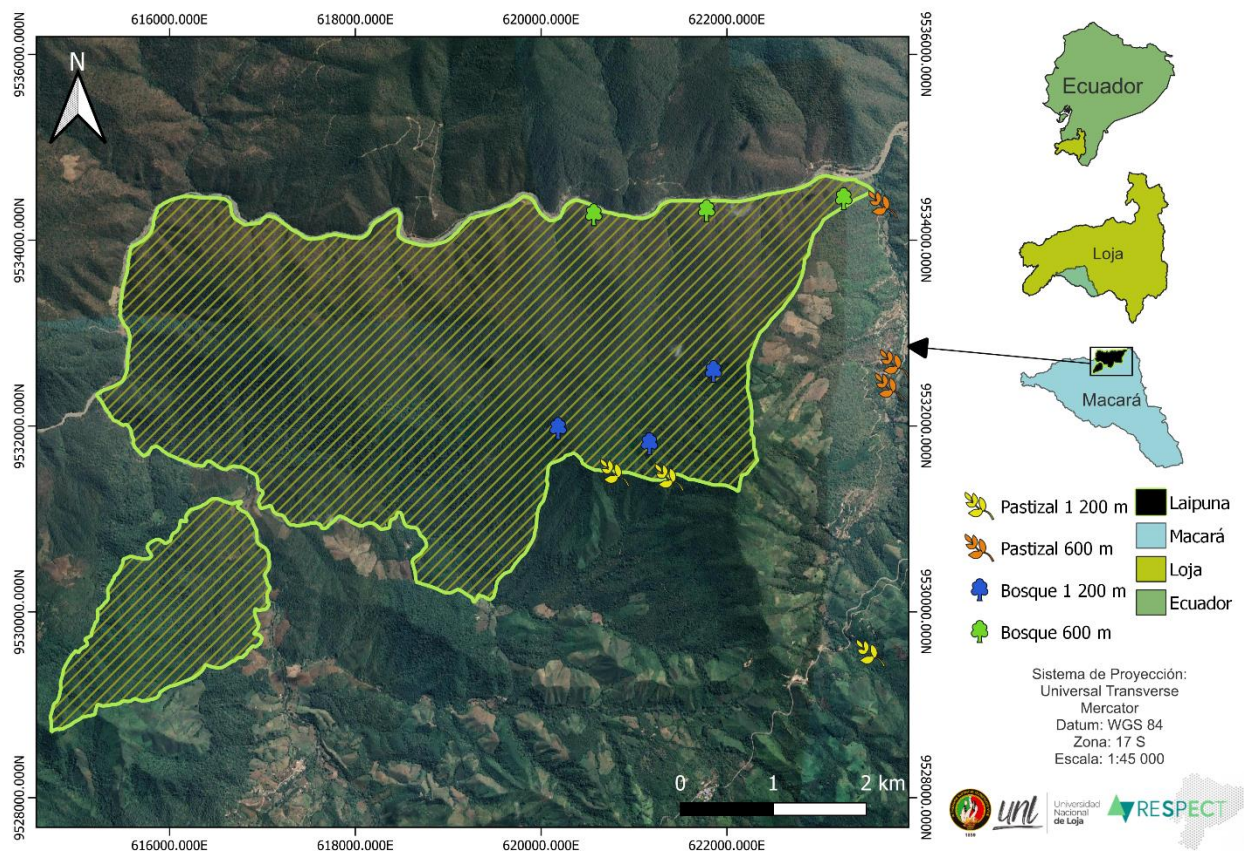 616000.000E 618000.000E 620000.000E 622000.000E
9536000.000N
9534000.000N
9532000.000N
9530000.000N
9528000.000N
N
9536000.000N
9534000.000N
9532000.000N
9530000.000N
9528000.000N
0 1 2 km
616000.000E 618000.000E 620000.000E 622000.000E
Ecuador
Loja
Macará
Pastizal 1 200 m
Pastizal 600 m
Bosque 1 200 m
Bosque 600 m
Laipuna
Macará
Loja
Ecuador
Sistema de Proyección:
Universal Transverse
Mercator
Datum: WGS 84
Zona: 17 S
Escala: 1:45 000
unl
Universidad
Nacional
de Loja
RESPECT